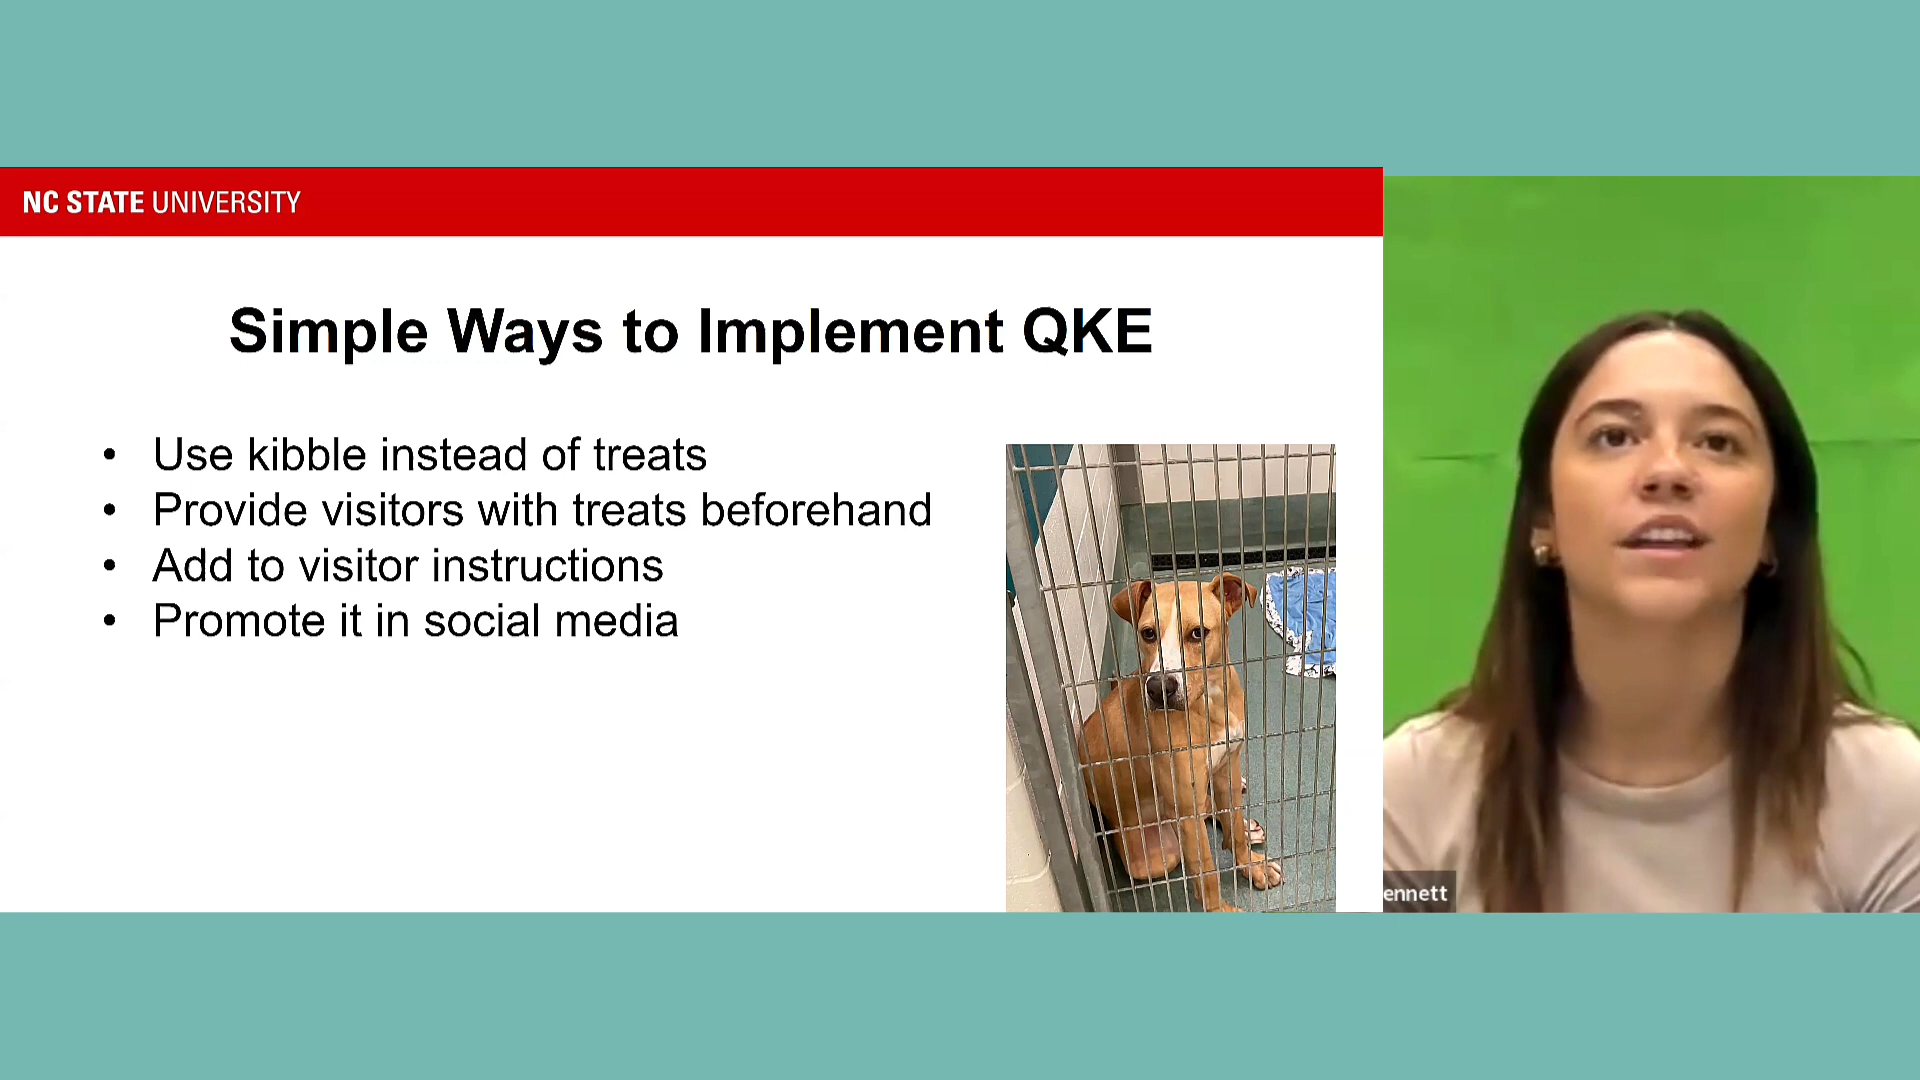 NC STATE UNIVERSITY
Simple Ways to Implement QKE
• Use kibble instead of treats
• Provide visitors with treats beforehand
• Add to visitor instructions
• Promote it in social media
ennett